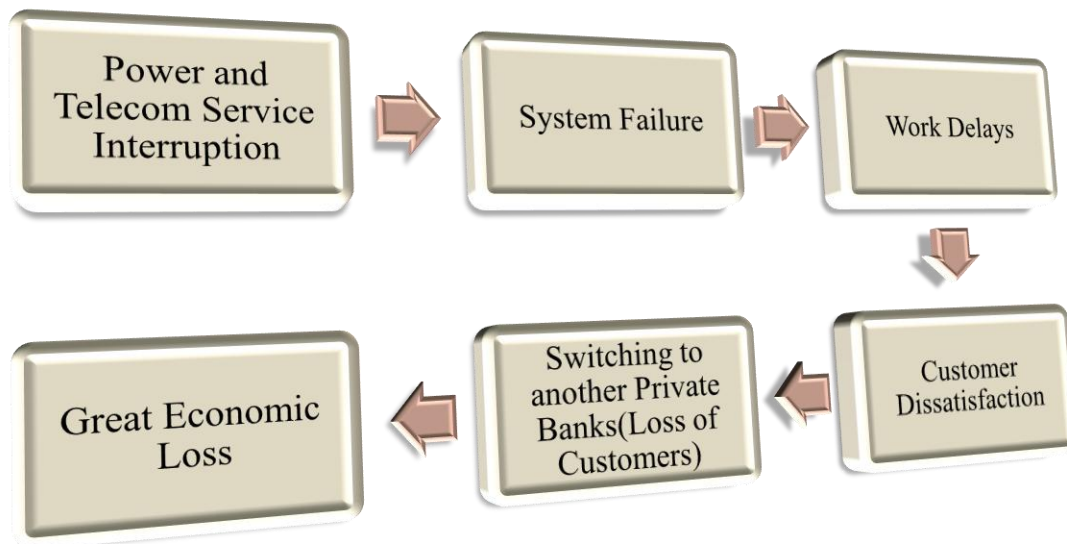 Power and
Telecom Service
Interruption
System Failure
Work Delays
Customer
Dissatisfaction
Switching to
another Private
Banks(Loss of
Customers)
Great Economic
Loss